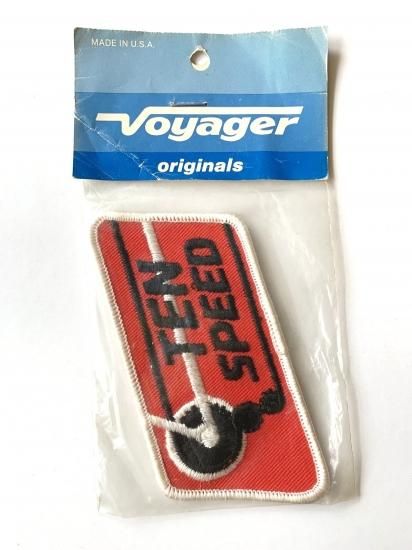 MADE IN U.S.A.
Voyager
originals
TEN
SPEED